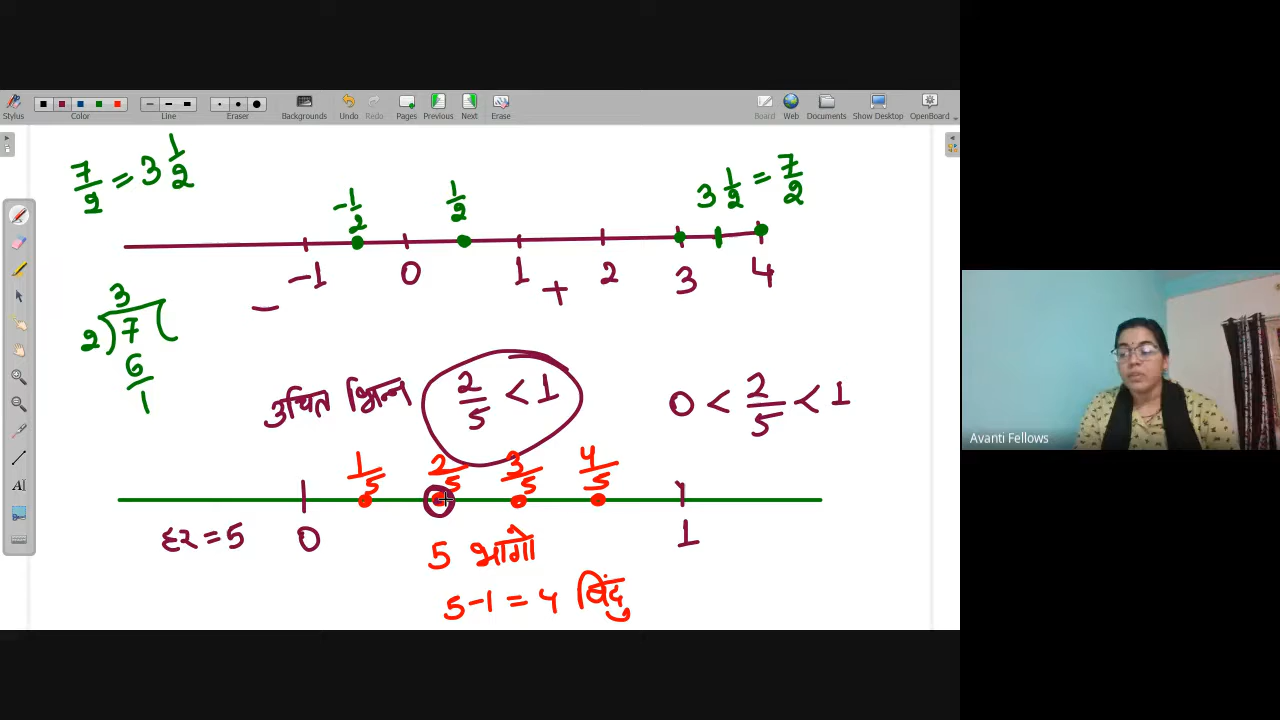 Stylus Color Line Eraser Backgrounds Undo Redo Pages Previous Next Erase Board Web Documents Show Desktop OpenBoard
7/2 = 3 1/2
-1/2 1/2 3 1/2 = 7/2
-1 0 1 2 3 4
- +
3
2)7(
6
1
उचित भिन्न 2/5 < 1 0 < 2/5 < 1
1/5 2/5 3/5 4/5
हर = 5 0 1
5 भागो
5-1 = 4 बिंदु
Avanti Fellows